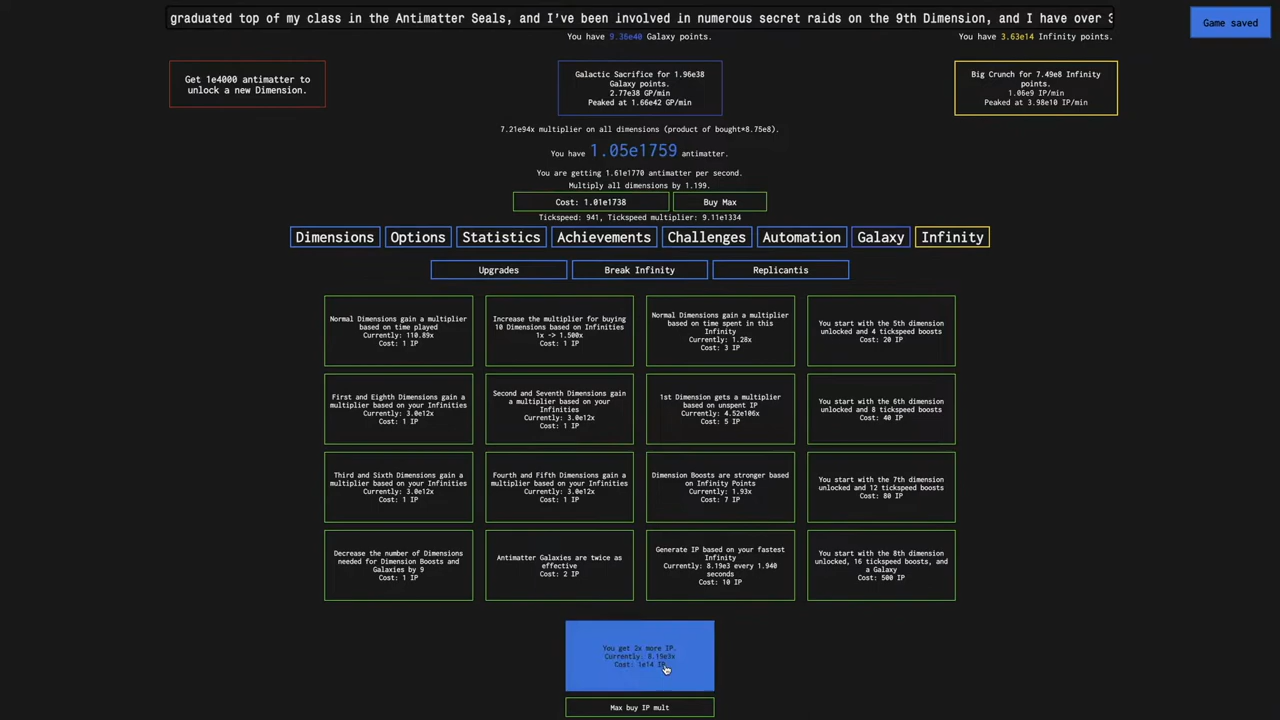 graduated top of my class in the Antimatter Seals, and I've been involved in numerous secret raids on the 9th Dimension, and I have over
Game saved
You have 9.36e40 Galaxy points.
You have 3.63e14 Infinity points.
Get 1e4000 antimatter to
unlock a new Dimension.
Galactic Sacrifice for 1.96e38
Galaxy points.
2.77e38 GP/min
Peaked at 1.66e42 GP/min
Big Crunch for 7.49e8 Infinity
points.
1.06e9 IP/min
Peaked at 3.98e10 IP/min
7.21e94x multiplier on all dimensions (product of bought*8.75e8).
You have 1.05e1759 antimatter.
You are getting 1.61e1770 antimatter per second.
Multiply all dimensions by 1.199.
Cost: 1.01e1738
Buy Max
Tickspeed: 941, Tickspeed multiplier: 9.11e1334
Dimensions
Options
Statistics
Achievements
Challenges
Automation
Galaxy
Infinity
Upgrades
Break Infinity
Replicantis
Normal Dimensions gain a multiplier
based on time played
Currently: 110.89x
Cost: 1 IP
Increase the multiplier for buying
10 Dimensions based on Infinities
1x -> 1.500x
Cost: 1 IP
Normal Dimensions gain a multiplier
based on time spent in this
Infinity
Currently: 1.28x
Cost: 3 IP
You start with the 5th dimension
unlocked and 4 tickspeed boosts
Cost: 20 IP
First and Eighth Dimensions gain a
multiplier based on your Infinities
Currently: 3.0e12x
Cost: 1 IP
Second and Seventh Dimensions gain
a multiplier based on your
Infinities
Currently: 3.0e12x
Cost: 1 IP
1st Dimension gets a multiplier
based on unspent IP
Currently: 4.52e106x
Cost: 5 IP
You start with the 6th dimension
unlocked and 8 tickspeed boosts
Cost: 40 IP
Third and Sixth Dimensions gain a
multiplier based on your Infinities
Currently: 3.0e12x
Cost: 1 IP
Fourth and Fifth Dimensions gain a
multiplier based on your Infinities
Currently: 3.0e12x
Cost: 1 IP
Dimension Boosts are stronger based
on Infinity Points
Currently: 1.93x
Cost: 7 IP
You start with the 7th dimension
unlocked and 12 tickspeed boosts
Cost: 80 IP
Decrease the number of Dimensions
needed for Dimension Boosts and
Galaxies by 9
Cost: 1 IP
Antimatter Galaxies are twice as
effective
Cost: 2 IP
Generate IP based on your fastest
Infinity
Currently: 8.19e3 every 1.940
seconds
Cost: 10 IP
You start with the 8th dimension
unlocked, 16 tickspeed boosts, and
a Galaxy
Cost: 500 IP
You get 2x more IP.
Currently: 8.19e3x
Cost: 1e14 IP
Max buy IP mult